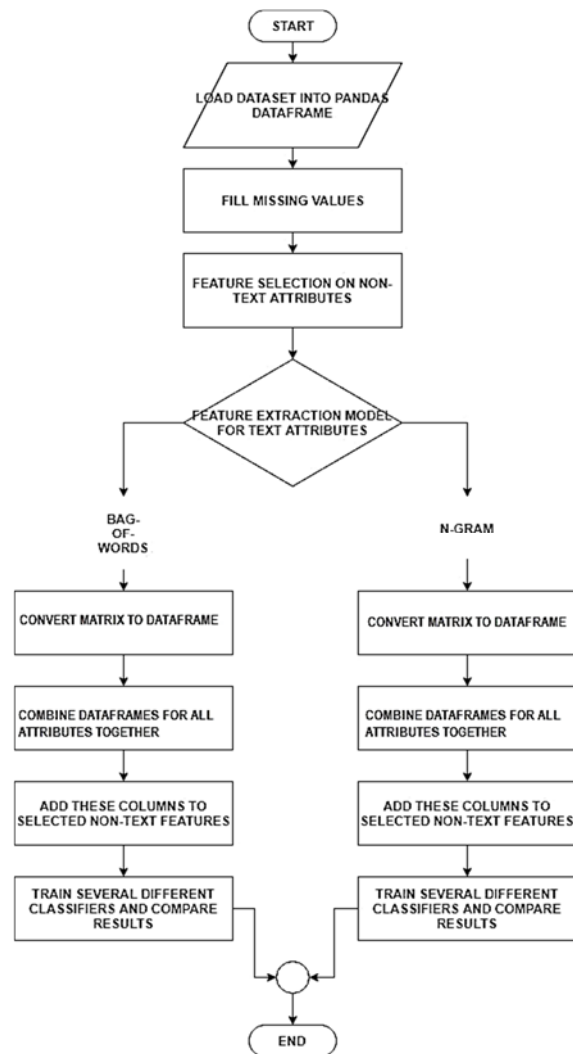 START
LOAD DATASET INTO PANDAS
DATAFRAME
FILL MISSING VALUES
FEATURE SELECTION ON NON-
TEXT ATTRIBUTES
FEATURE EXTRACTION MODEL
FOR TEXT ATTRIBUTES
BAG-
OF-
WORDS
CONVERT MATRIX TO DATAFRAME
COMBINE DATAFRAMES FOR ALL
ATTRIBUTES TOGETHER
ADD THESE COLUMNS TO
SELECTED NON-TEXT FEATURES
TRAIN SEVERAL DIFFERENT
CLASSIFIERS AND COMPARE
RESULTS
N-GRAM
CONVERT MATRIX TO DATAFRAME
COMBINE DATAFRAMES FOR ALL
ATTRIBUTES TOGETHER
ADD THESE COLUMNS TO
SELECTED NON-TEXT FEATURES
TRAIN SEVERAL DIFFERENT
CLASSIFIERS AND COMPARE
RESULTS
END